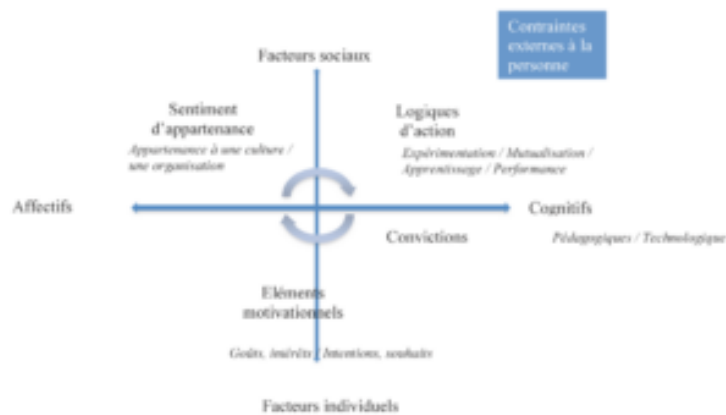 Contraintes
externes à la
personne
Facteurs sociaux
Sentiment
d'appartenance
Appartenance à une culture /
une organisation
Logiques
d'action
Expérimentation / Mutualisation /
Apprentissage / Performance
Affectifs
Cognitifs
Convictions
Pédagogiques / Technologique
Eléments
motivationnels
Goûts, intérêts / Intentions, souhaits
Facteurs individuels